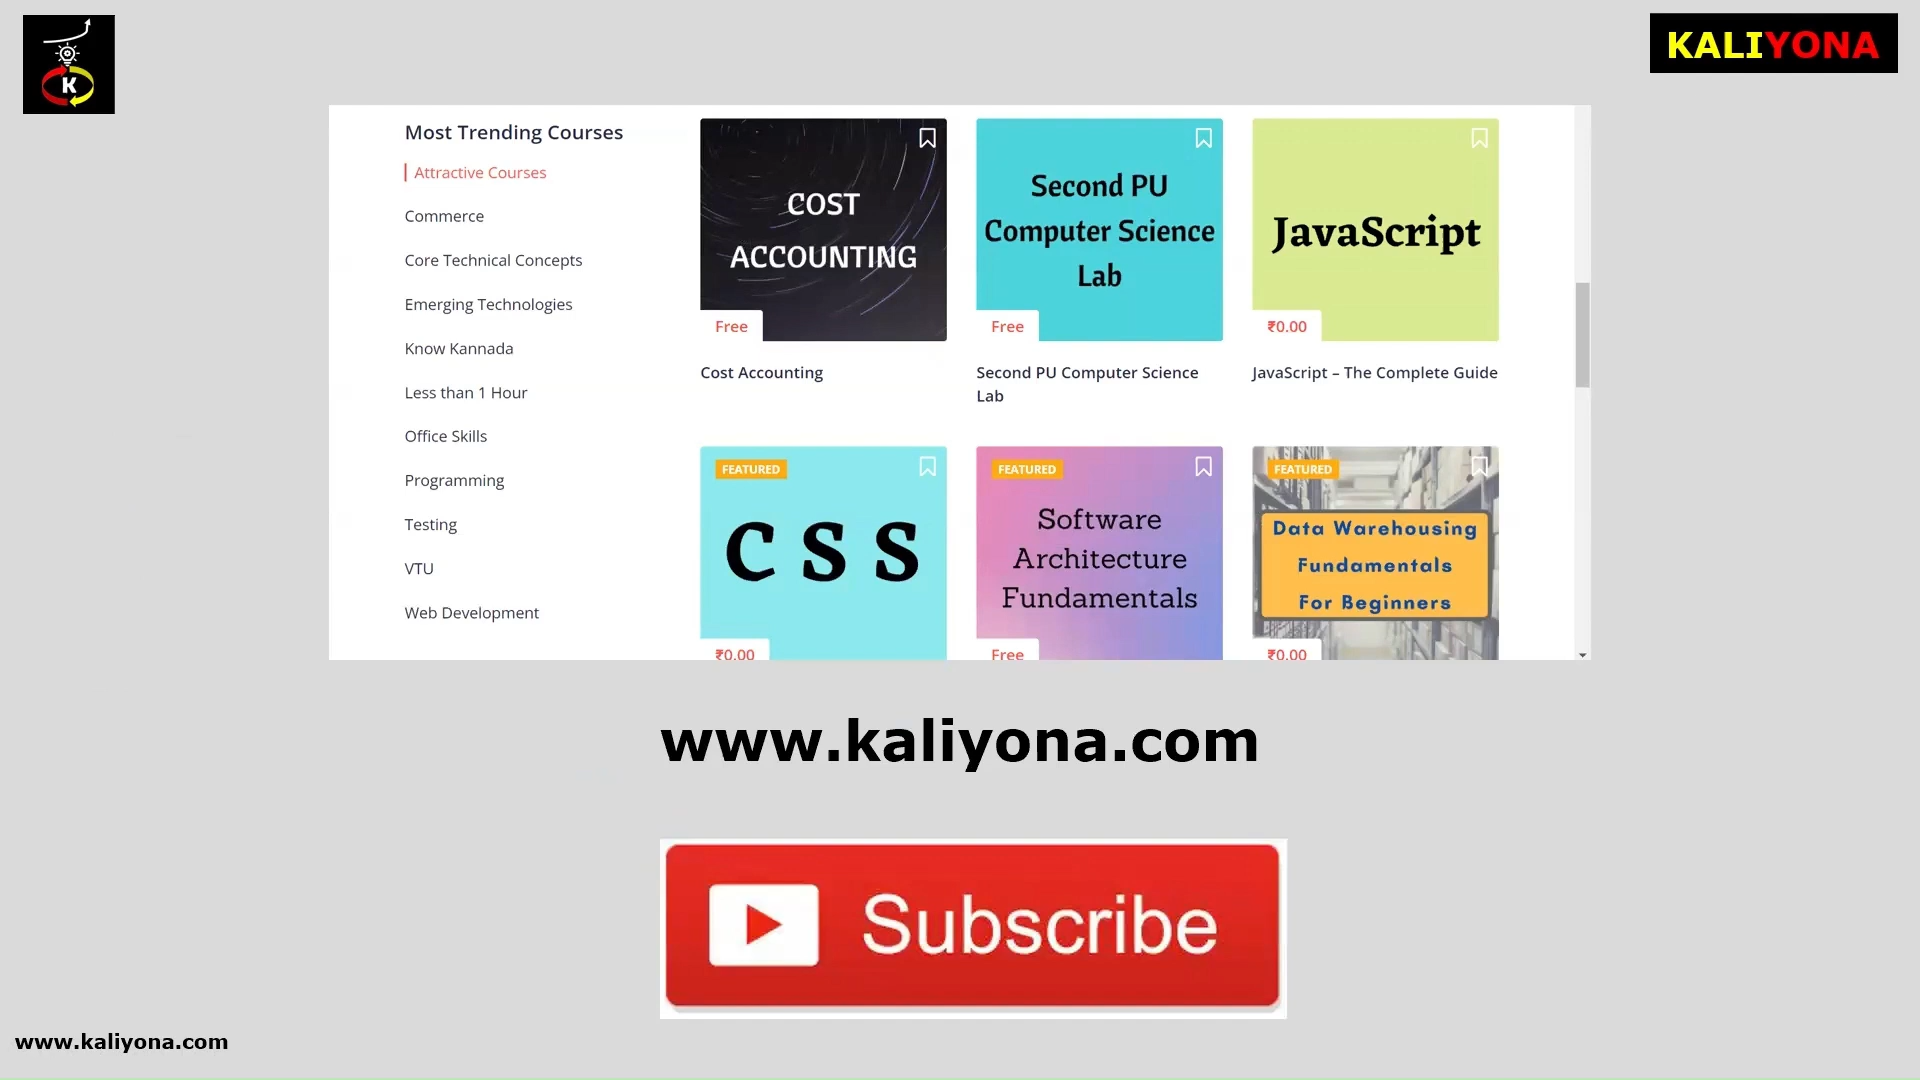 K
KALIYONA
Most Trending Courses
Attractive Courses
Commerce
Core Technical Concepts
Emerging Technologies
Know Kannada
Less than 1 Hour
Office Skills
Programming
Testing
VTU
Web Development
COST
ACCOUNTING
Free
Cost Accounting
Second PU
Computer Science
Lab
Free
Second PU Computer Science
Lab
JavaScript
₹0.00
JavaScript – The Complete Guide
FEATURED
C S S
₹0.00
FEATURED
Software
Architecture
Fundamentals
Free
FEATURED
Data Warehousing
Fundamentals
For Beginners
₹0.00
www.kaliyona.com
Subscribe
www.kaliyona.com